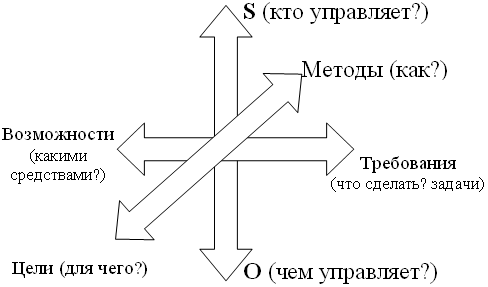 S (кто управляет?)
Методы (как?)
Возможности
(какими
средствами?)
Требования
(что сделать? задачи)
Цели (для чего?)
О (чем управляет?)